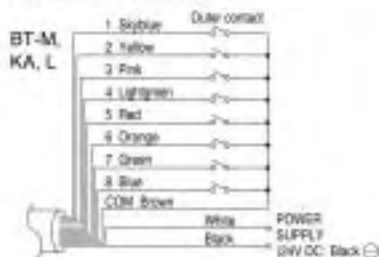 Outer contact
BT-M,
KA, L
1 Skyblue
2 Yellow
3 Pink
4 Lightgreen
5 Red
6 Orange
7 Green
8 Blue
COM. Brown
White
Black
POWER
SUPPLY
(24V DC: Black ⊖)